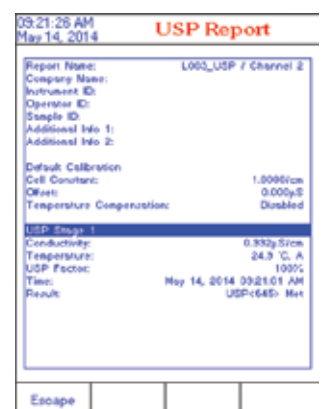 09:21:26 AM
May 14, 2014
USP Report
Report Name: L003_USP / Channel 2
Company Name:
Instrument ID:
Operator ID:
Sample ID:
Additional Info 1:
Additional Info 2:
Default Calibration
Cell Constant: 1.0000/cm
Offset: 0.000µS
Temperature Compensation: Disabled
USP Stage 1
Conductivity: 0.992µS/cm
Temperature: 24.9 °C, A
USP Factor: 100%
Time: May 14, 2014 09:21:01 AM
Result: USP<645> Met
Escape